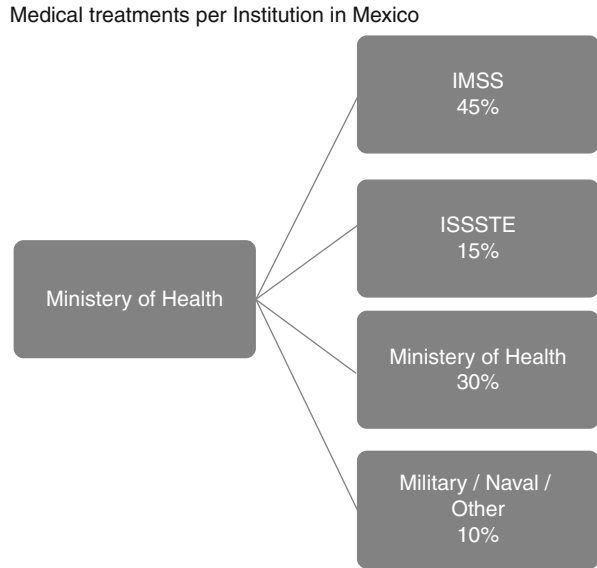 Medical treatments per Institution in Mexico
IMSS
45%
ISSSTE
15%
Ministery of Health
Ministery of Health
30%
Military / Naval /
Other
10%